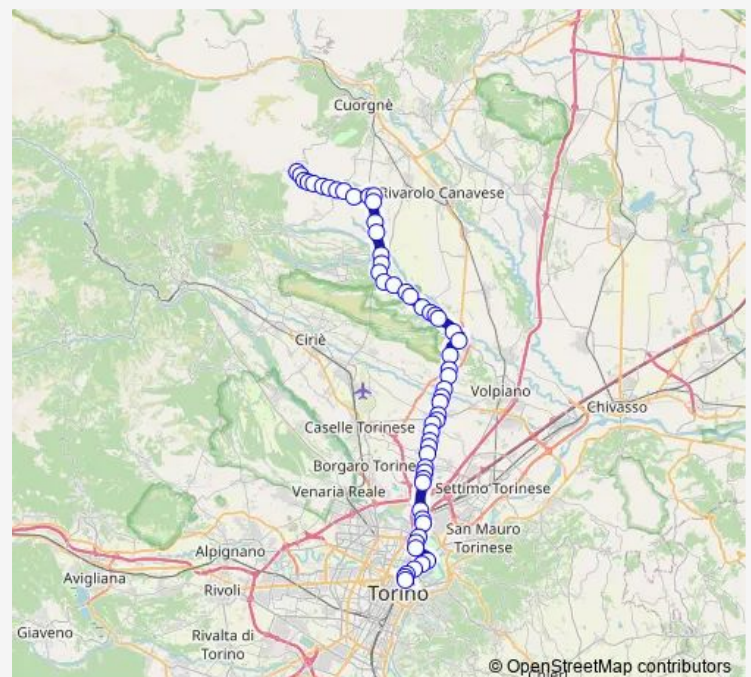 Cuorgnè
Rivarolo Canavese
Ciriè
Volpiano
Chivasso
Caselle Torinese
Borgaro Torine
Venaria Reale
Settimo Torinese
San Mauro
Torinese
Alpignano
Avigliana
Rivoli
Torino
Giaveno
Rivalta di
Torino
© OpenStreetMap contributors